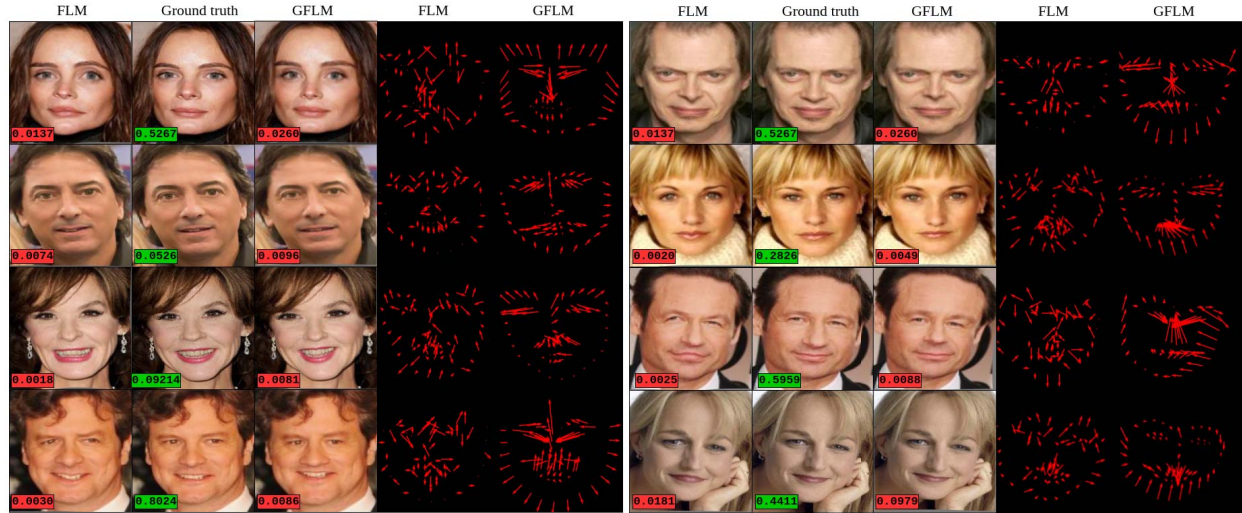 FLM Ground truth GFLM FLM GFLM FLM Ground truth GFLM FLM GFLM
0.0137 0.5267 0.0260 0.0137 0.5267 0.0260
0.0074 0.0526 0.0096 0.0020 0.2826 0.0049
0.0018 0.09214 0.0081 0.0025 0.5959 0.0088
0.0030 0.8024 0.0086 0.0181 0.4411 0.0979